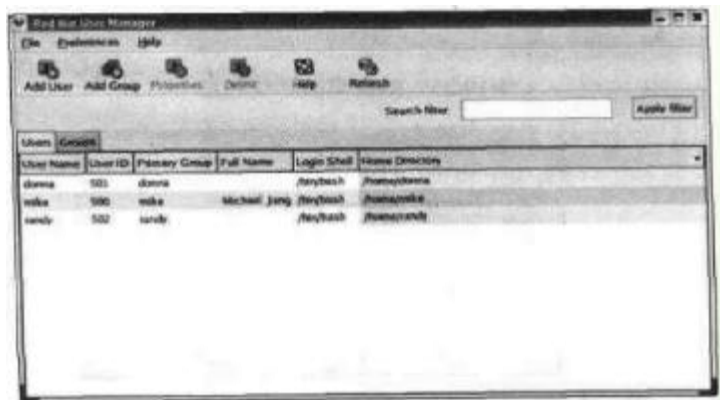 Red Hat User Manager
File Preferences Help
Add User Add Group Properties Delete Help Refresh
Search filter: Apply filter
Users Groups
User Name User ID Primary Group Full Name Login Shell Home Directory
donna 501 donna /bin/bash /home/donna
mike 500 mike Michael Jang /bin/bash /home/mike
randy 502 randy /bin/bash /home/randy